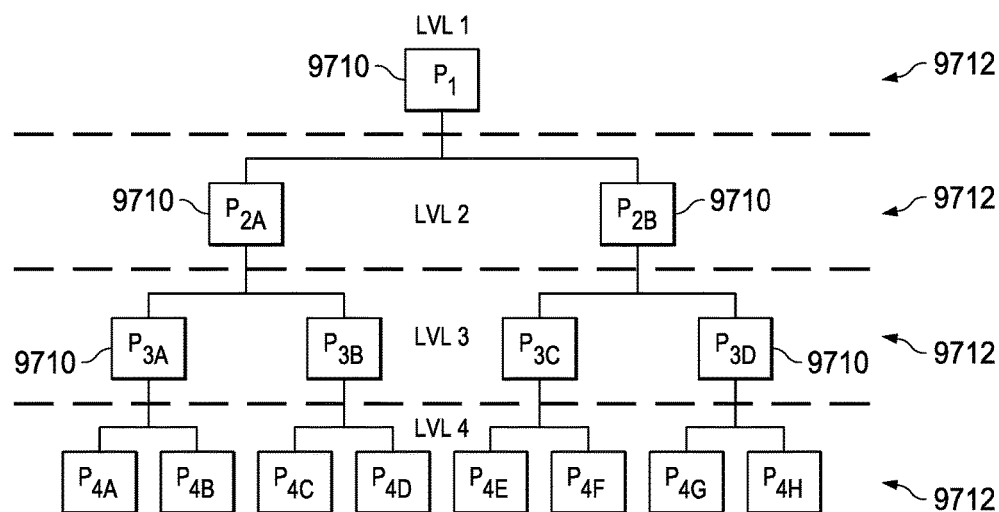 LVL 1
9710 P1 9712
9710 P2A LVL 2 P2B 9710 9712
9710 P3A P3B LVL 3 P3C P3D 9710 9712
LVL 4
P4A P4B P4C P4D P4E P4F P4G P4H 9712